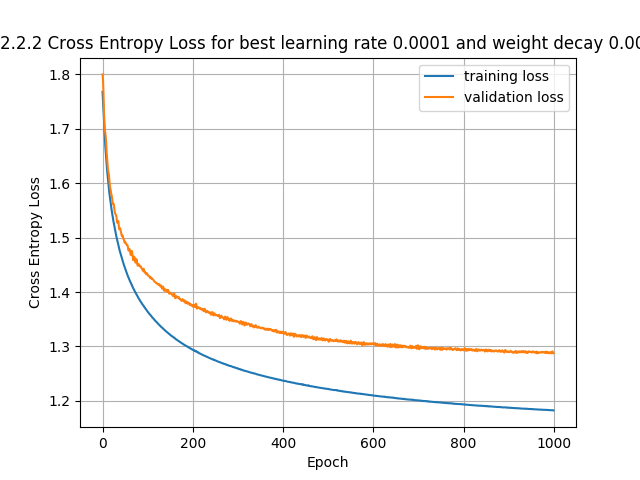 2.2.2 Cross Entropy Loss for best learning rate 0.0001 and weight decay 0.00
training loss
validation loss
1.8
1.7
1.6
1.5
1.4
1.3
1.2
Cross Entropy Loss
0 200 400 600 800 1000
Epoch